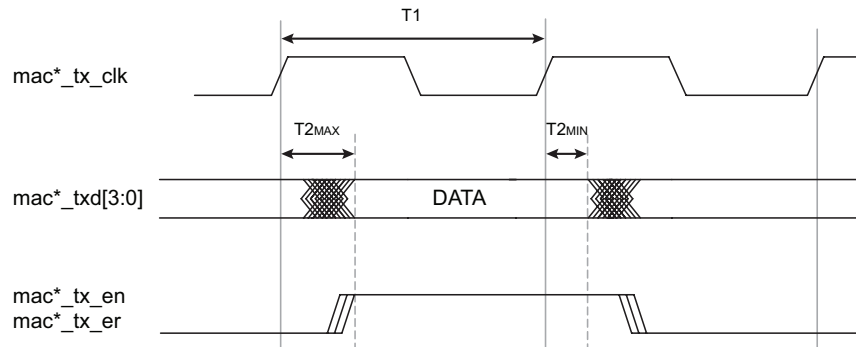 T1
mac*_tx_clk
T2MAX
T2MIN
mac*_txd[3:0]
DATA
mac*_tx_en
mac*_tx_er